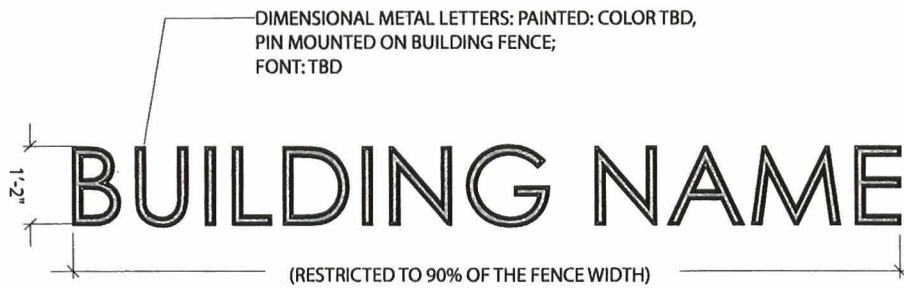 DIMENSIONAL METAL LETTERS: PAINTED: COLOR TBD,
PIN MOUNTED ON BUILDING FENCE;
FONT: TBD
1'-2"
BUILDING NAME
(RESTRICTED TO 90% OF THE FENCE WIDTH)